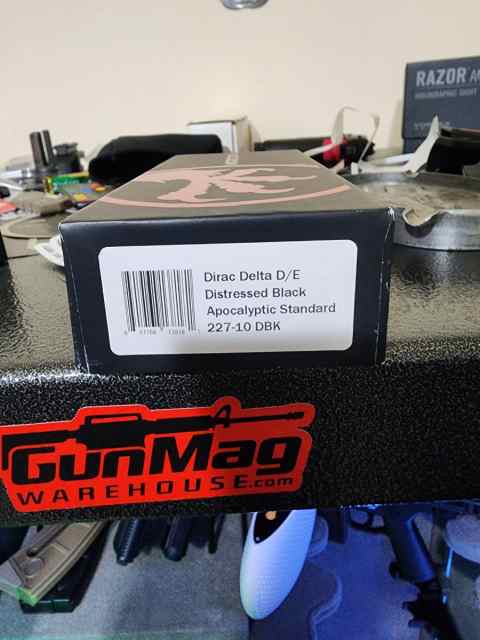 RAZOR
HOLOGRAPHIC SIGHT
Dirac Delta D/E
Distressed Black
Apocalyptic Standard
227-10 DBK
GunMag
WAREHOUSE.com